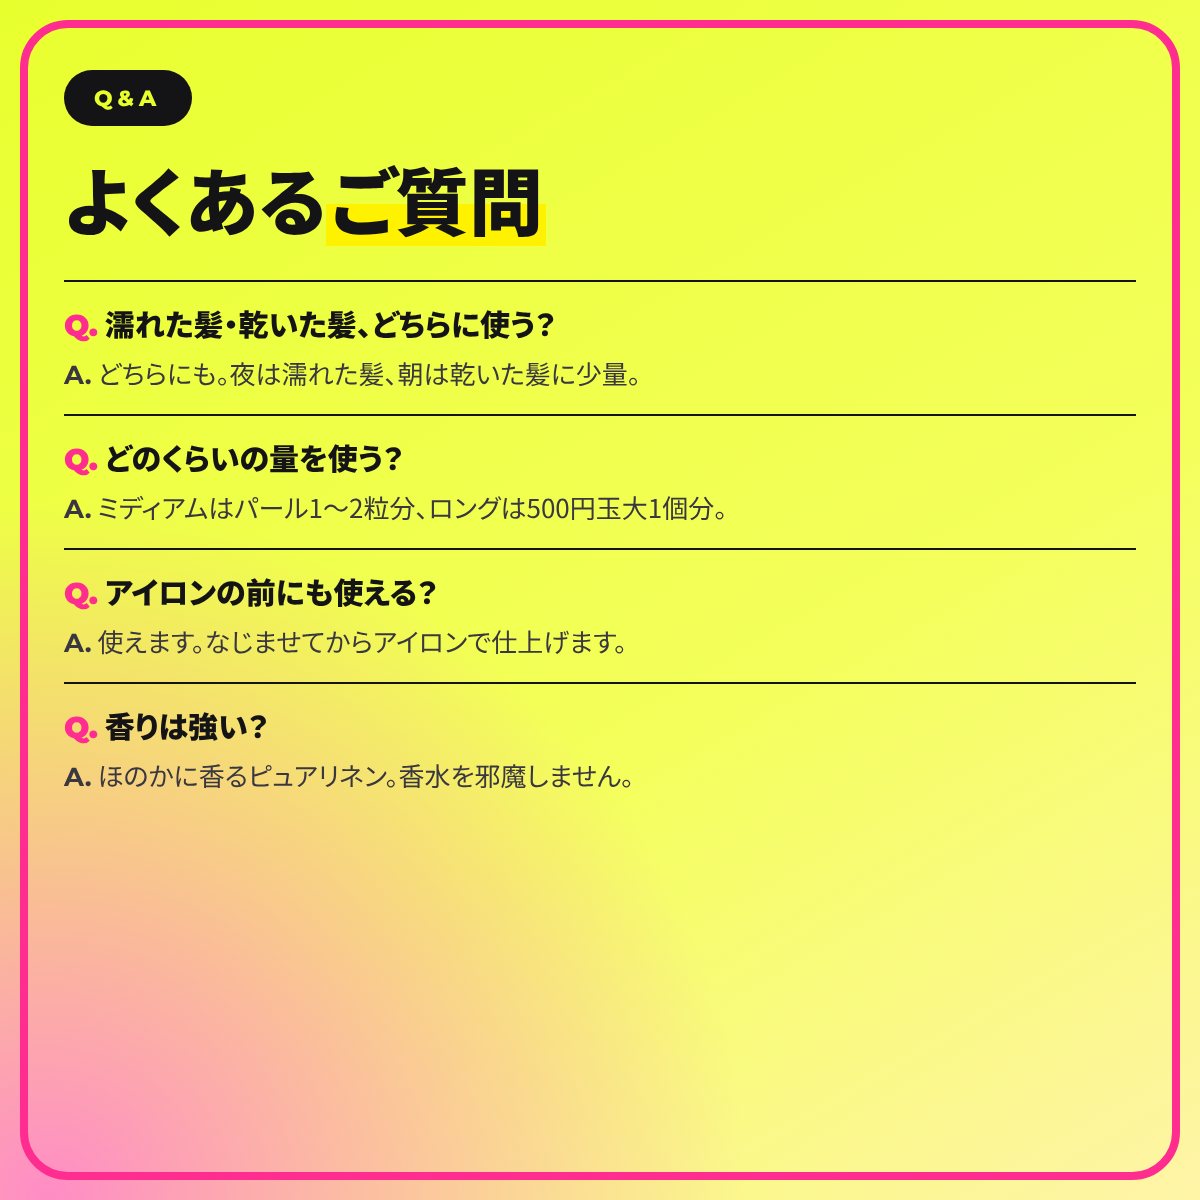 Q&A
よくあるご質問
Q. 濡れた髪・乾いた髪、どちらに使う？
A. どちらにも。夜は濡れた髪、朝は乾いた髪に少量。
Q. どのくらいの量を使う？
A. ミディアムはパール1〜2粒分、ロングは500円玉大1個分。
Q. アイロンの前にも使える？
A. 使えます。なじませてからアイロンで仕上げます。
Q. 香りは強い？
A. ほのかに香るピュアリネン。香水を邪魔しません。